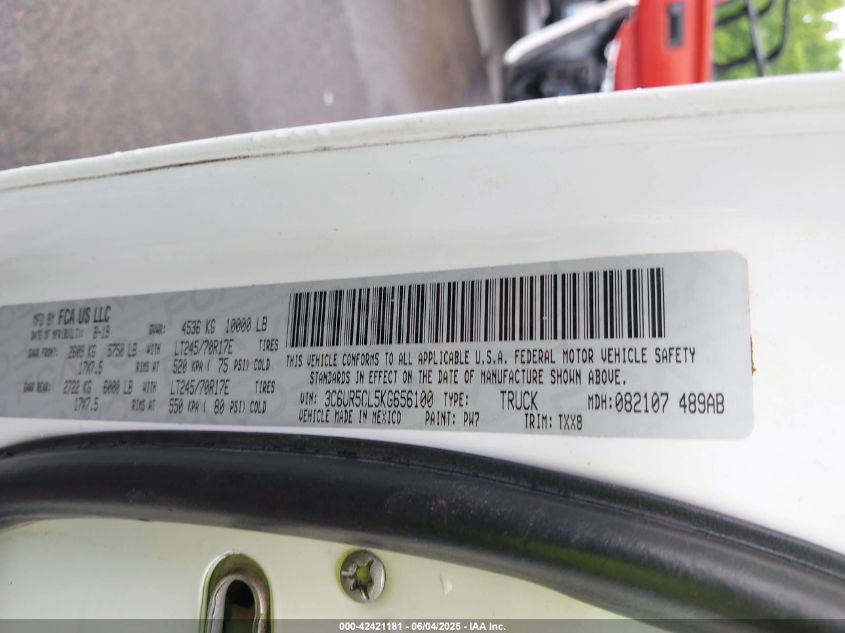 MFD BY FCA US LLC
DATE OF MFR(BUILT): 8-19 GVWR: 4536 KG 10000 LB
GAWR FRONT: 2609 KG 5750 LB WITH LT245/70R17E TIRES
17X7.5 RIMS AT 520 KPA ( 75 PSI) COLD
GAWR REAR: 2722 KG 6000 LB WITH LT245/70R17E TIRES
17X7.5 RIMS AT 550 KPA ( 80 PSI) COLD
THIS VEHICLE CONFORMS TO ALL APPLICABLE U.S.A. FEDERAL MOTOR VEHICLE SAFETY
STANDARDS IN EFFECT ON THE DATE OF MANUFACTURE SHOWN ABOVE.
VIN: 3C6UR5CL5KG656100 TYPE: TRUCK MDH:082107 489AB
VEHICLE MADE IN MEXICO PAINT: PW7 TRIM: TXX8
000-42421181 - 06/04/2025 - IAA Inc.